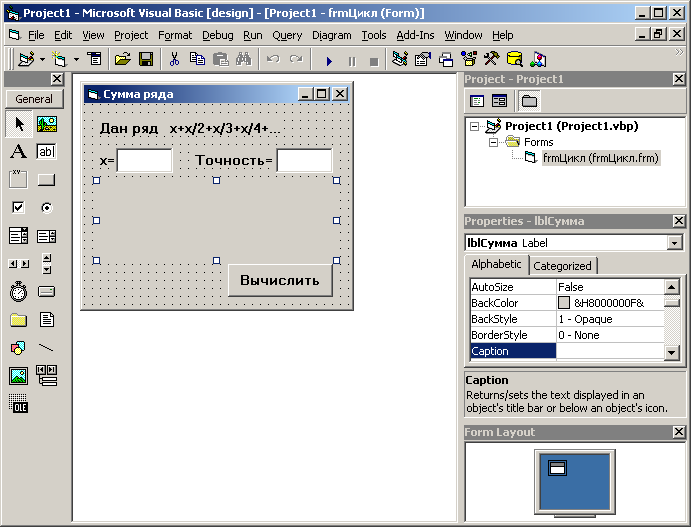 Project1 - Microsoft Visual Basic [design] - [Project1 - frmЦикл (Form)]
File Edit View Project Format Debug Run Query Diagram Tools Add-Ins Window Help
General
A
ab
xv
OLE
Сумма ряда
Дан ряд x+x/2+x/3+x/4+...
x=
Точность=
Вычислить
Project - Project1
Project1 (Project1.vbp)
Forms
frmЦикл (frmЦикл.frm)
Properties - lblСумма
lblСумма Label
Alphabetic Categorized
AutoSize False
BackColor &H8000000F&
BackStyle 1 - Opaque
BorderStyle 0 - None
Caption
Caption
Returns/sets the text displayed in an
object's title bar or below an object's icon.
Form Layout